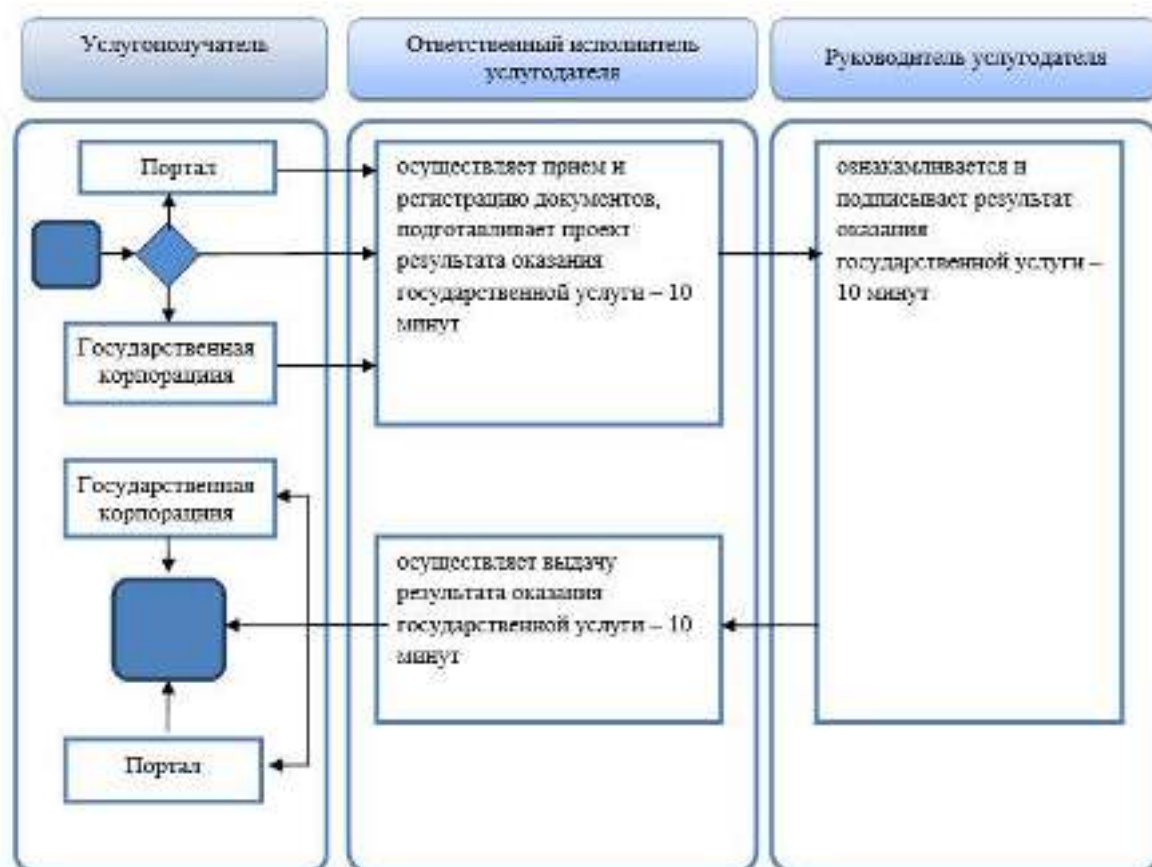 Услугополучатель
Ответственный исполнитель
услугодателя
Руководитель услугодателя
Портал
Государственная
корпорацияя
осуществляет прием и
регистрацию документов,
подготавливает проект
результата оказания
государственной услуги – 10
минут
ознакамливается и
подписывает результат
оказания
государственной услуги –
10 минут
Государственная
корпорацияя
осуществляет выдачу
результата оказания
государственной услуги – 10
минут
Портал